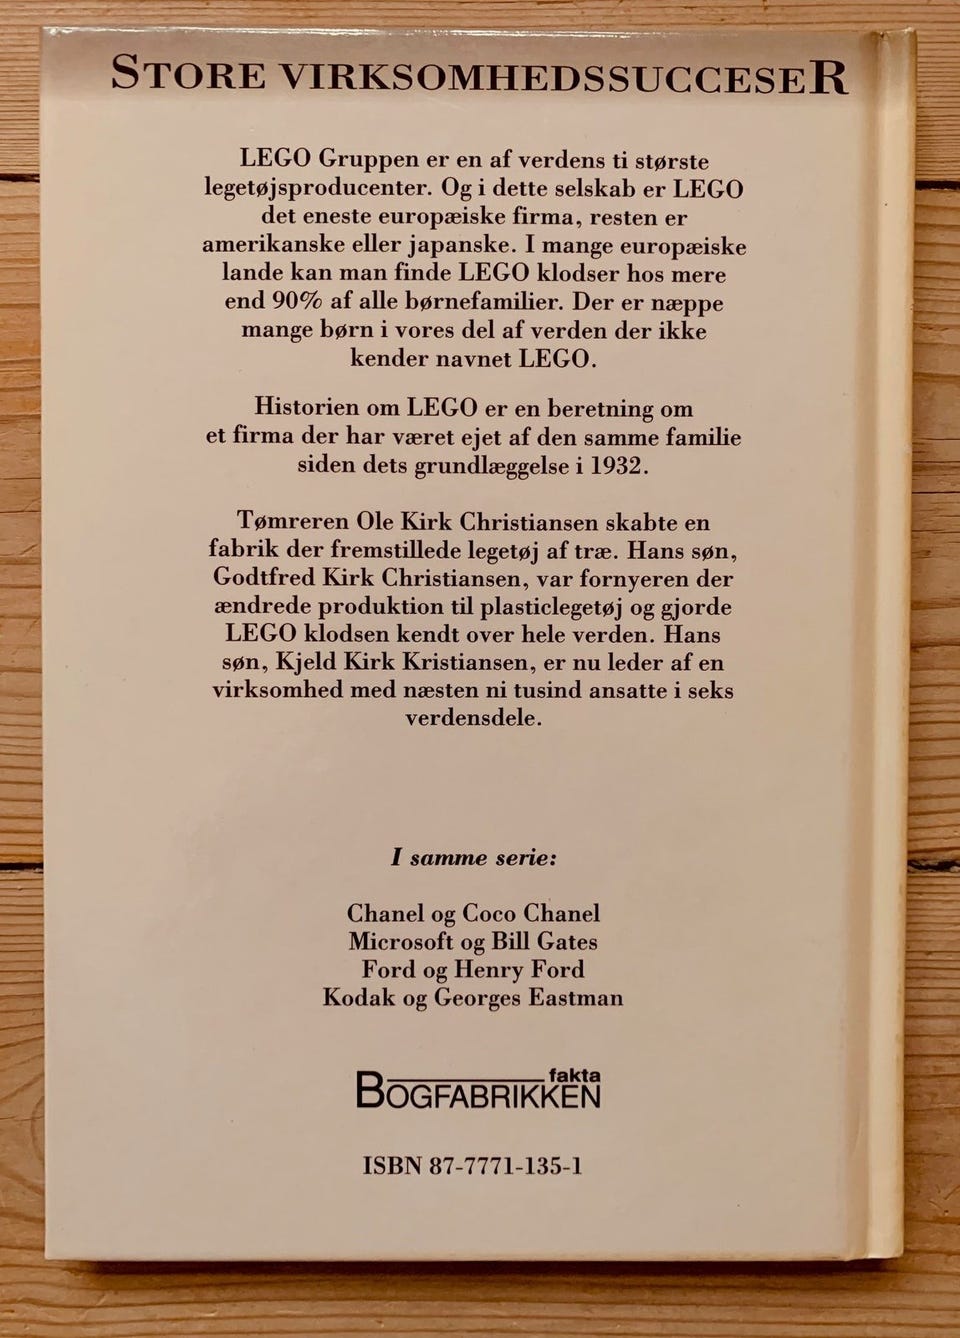 STORE VIRKSOMHEDSSUCCESER
LEGO Gruppen er en af verdens ti største
legetøjsproducenter. Og i dette selskab er LEGO
det eneste europæiske firma, resten er
amerikanske eller japanske. I mange europæiske
lande kan man finde LEGO klodser hos mere
end 90% af alle børnefamilier. Der er næppe
mange børn i vores del af verden der ikke
kender navnet LEGO.
Historien om LEGO er en beretning om
et firma der har været ejet af den samme familie
siden dets grundlæggelse i 1932.
Tømreren Ole Kirk Christiansen skabte en
fabrik der fremstillede legetøj af træ. Hans søn,
Godtfred Kirk Christiansen, var fornyeren der
ændrede produktion til plasticlegetøj og gjorde
LEGO klodsen kendt over hele verden. Hans
søn, Kjeld Kirk Kristiansen, er nu leder af en
virksomhed med næsten ni tusind ansatte i seks
verdensdele.
I samme serie:
Chanel og Coco Chanel
Microsoft og Bill Gates
Ford og Henry Ford
Kodak og Georges Eastman
fakta
BOGFABRIKKEN
ISBN 87-7771-135-1